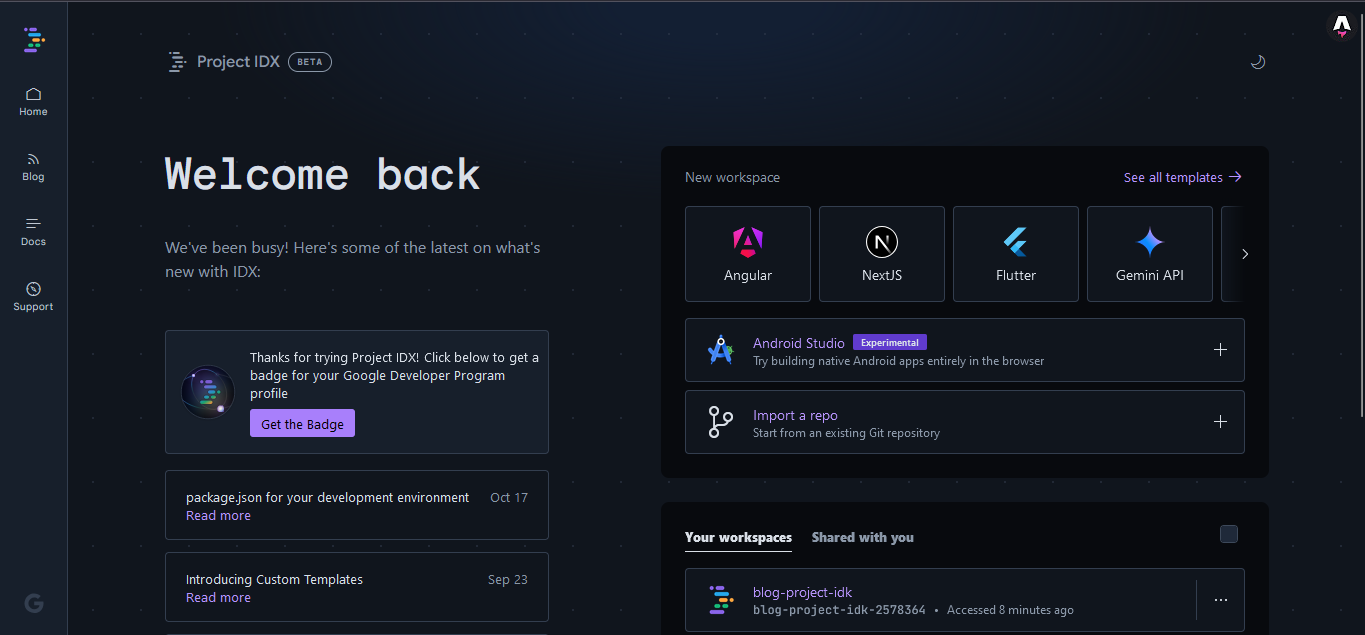 Home
Blog
Docs
Support
Project IDX BETA
Welcome back
We've been busy! Here's some of the latest on what's
new with IDX:
Thanks for trying Project IDX! Click below to get a
badge for your Google Developer Program
profile
Get the Badge
package.json for your development environment Oct 17
Read more
Introducing Custom Templates Sep 23
Read more
New workspace See all templates
Angular NextJS Flutter Gemini API
Android Studio Experimental
Try building native Android apps entirely in the browser
Import a repo
Start from an existing Git repository
Your workspaces Shared with you
blog-project-idk
blog-project-idk-2578364 • Accessed 8 minutes ago